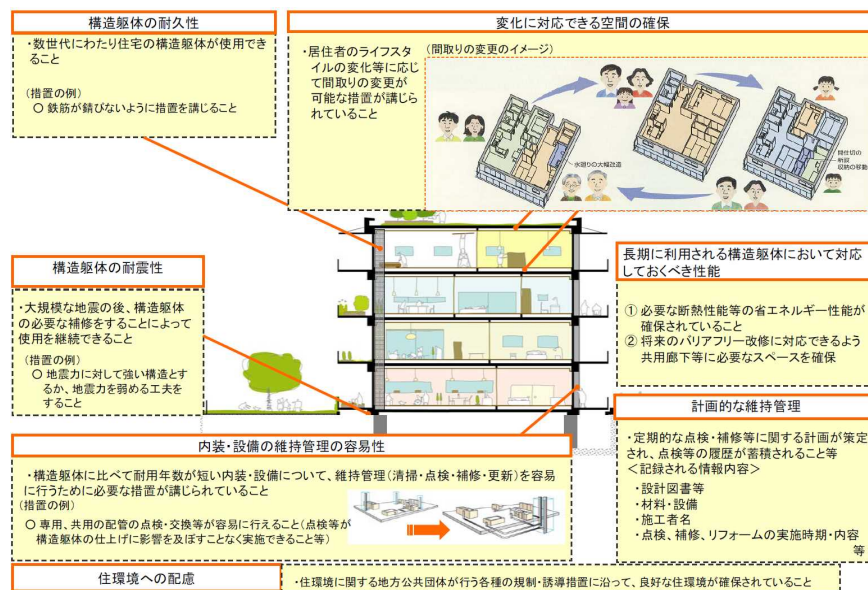 構造躯体の耐久性
・数世代にわたり住宅の構造躯体が使用でき
ること
(措置の例)
○ 鉄筋が錆びないように措置を講じること
変化に対応できる空間の確保
・居住者のライフスタ
イルの変化等に応じ
て間取りの変更が
可能な措置が講じら
れていること
(間取りの変更のイメージ)
水廻りの大幅改造
間仕切の
新設
収納の移動
構造躯体の耐震性
・大規模な地震の後、構造躯体
の必要な補修をすることによって
使用を継続できること
(措置の例)
○ 地震力に対して強い構造とす
るか、地震力を弱める工夫を
すること
長期に利用される構造躯体において対応
しておくべき性能
① 必要な断熱性能等の省エネルギー性能が
確保されていること
② 将来のバリアフリー改修に対応できるよう
共用廊下等に必要なスペースを確保
内装・設備の維持管理の容易性
・構造躯体に比べて耐用年数が短い内装・設備について、維持管理(清掃・点検・補修・更新)を容易
に行うために必要な措置が講じられていること
(措置の例)
○ 専用、共用の配管の点検・交換等が容易に行えること(点検等が
構造躯体の仕上げに影響を及ぼすことなく実施できること等)
計画的な維持管理
・定期的な点検・補修等に関する計画が策定
され、点検等の履歴が蓄積されること等
<記録される情報内容>
・設計図書等
・材料・設備
・施工者名
・点検、補修、リフォームの実施時期・内容
等
住環境への配慮
・住環境に関する地方公共団体が行う各種の規制・誘導措置に沿って、良好な住環境が確保されていること